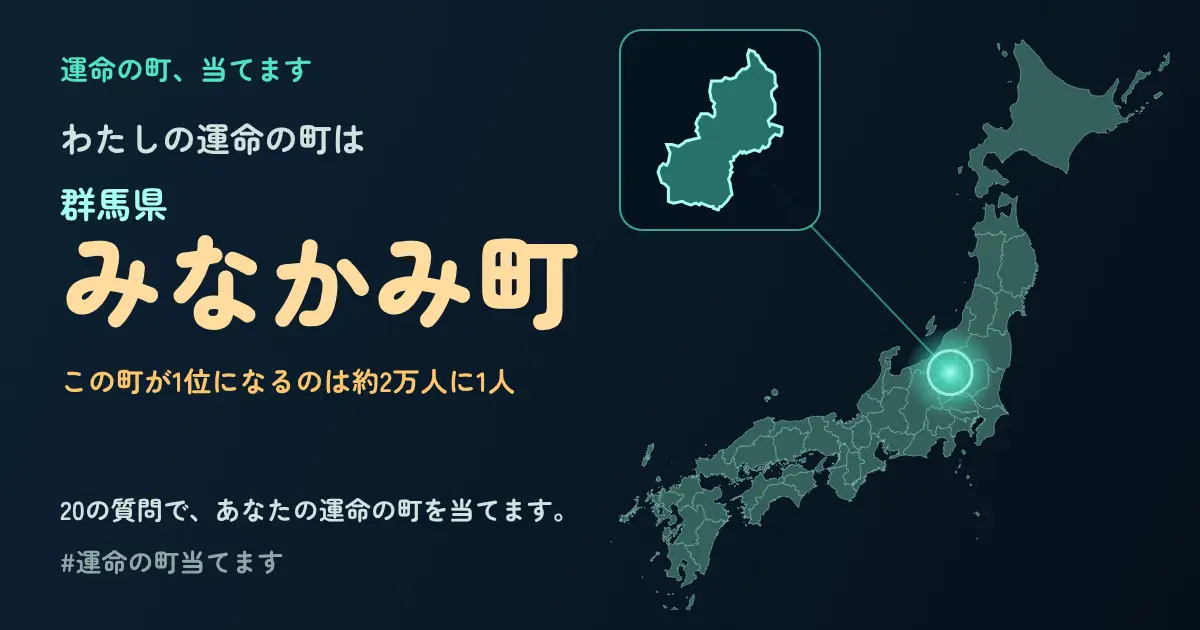 運命の町、当てます
わたしの運命の町は
群馬県
みなかみ町
この町が1位になるのは約2万人に1人
20の質問で、あなたの運命の町を当てます。
#運命の町当てます